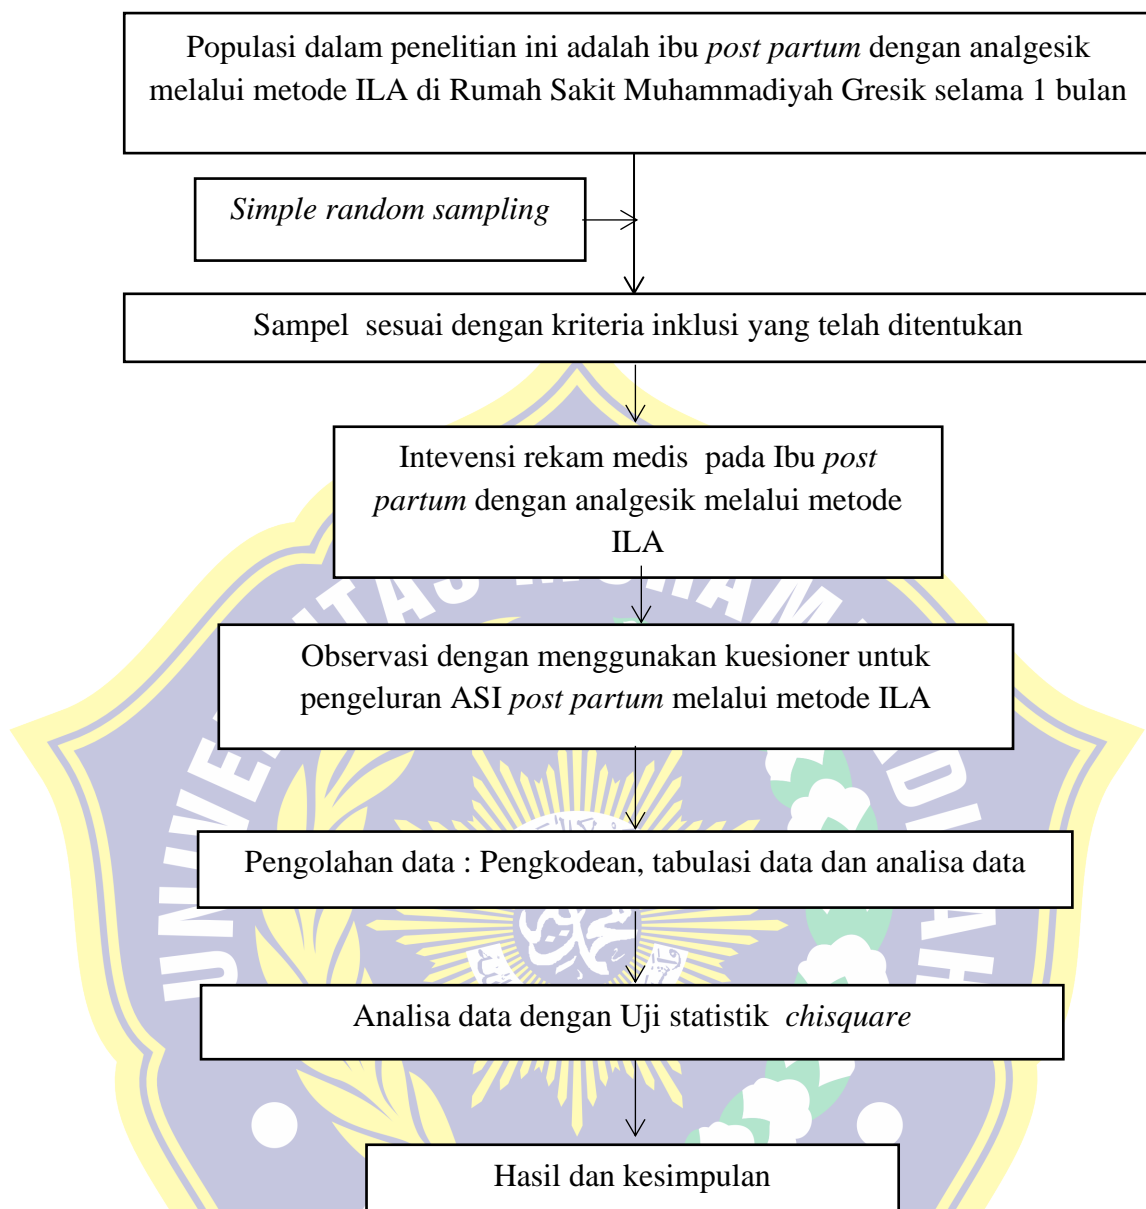 Populasi dalam penelitian ini adalah ibu post partum dengan analgesik
melalui metode ILA di Rumah Sakit Muhammadiyah Gresik selama 1 bulan
Simple random sampling
Sampel sesuai dengan kriteria inklusi yang telah ditentukan
Intevensi rekam medis pada Ibu post
partum dengan analgesik melalui metode
ILA
Observasi dengan menggunakan kuesioner untuk
pengeluran ASI post partum melalui metode ILA
Pengolahan data : Pengkodean, tabulasi data dan analisa data
Analisa data dengan Uji statistik chisquare
Hasil dan kesimpulan